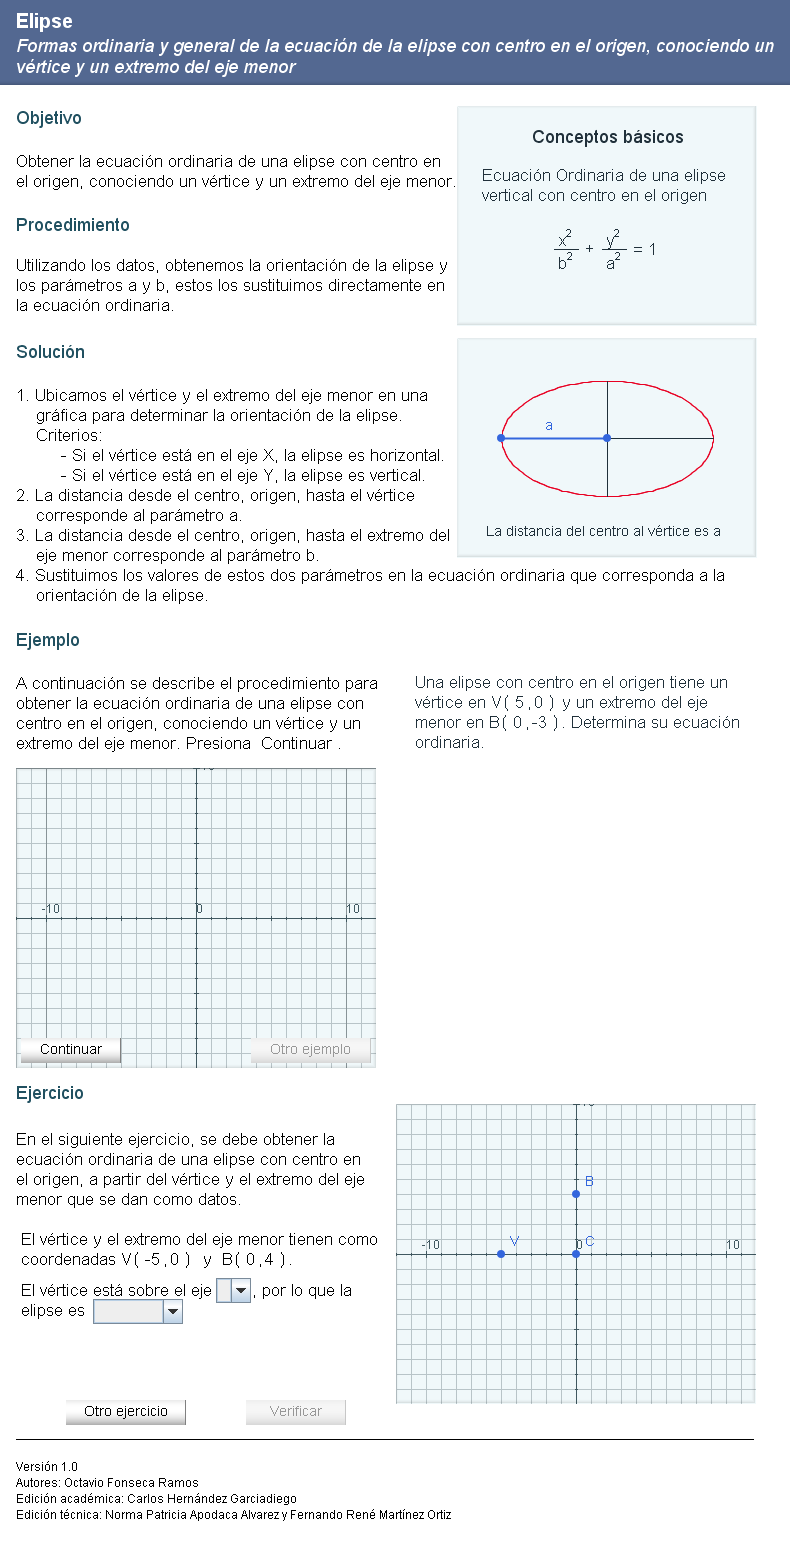 Elipse
Formas ordinaria y general de la ecuación de la elipse con centro en el origen, conociendo un
vértice y un extremo del eje menor
Objetivo
Obtener la ecuación ordinaria de una elipse con centro en
el origen, conociendo un vértice y un extremo del eje menor.
Procedimiento
Utilizando los datos, obtenemos la orientación de la elipse y
los parámetros a y b, estos los sustituimos directamente en
la ecuación ordinaria.
Conceptos básicos
Ecuación Ordinaria de una elipse
vertical con centro en el origen
x²/b² + y²/a² = 1
Solución
1. Ubicamos el vértice y el extremo del eje menor en una
gráfica para determinar la orientación de la elipse.
Criterios:
- Si el vértice está en el eje X, la elipse es horizontal.
- Si el vértice está en el eje Y, la elipse es vertical.
2. La distancia desde el centro, origen, hasta el vértice
corresponde al parámetro a.
3. La distancia desde el centro, origen, hasta el extremo del
eje menor corresponde al parámetro b.
4. Sustituimos los valores de estos dos parámetros en la ecuación ordinaria que corresponda a la
orientación de la elipse.
a
La distancia del centro al vértice es a
Ejemplo
A continuación se describe el procedimiento para
obtener la ecuación ordinaria de una elipse con
centro en el origen, conociendo un vértice y un
extremo del eje menor. Presiona Continuar .
Una elipse con centro en el origen tiene un
vértice en V( 5 ,0 ) y un extremo del eje
menor en B( 0 ,-3 ). Determina su ecuación
ordinaria.
-10 0 10
Continuar
Otro ejemplo
Ejercicio
En el siguiente ejercicio, se debe obtener la
ecuación ordinaria de una elipse con centro en
el origen, a partir del vértice y el extremo del eje
menor que se dan como datos.
El vértice y el extremo del eje menor tienen como
coordenadas V( -5 ,0 ) y B( 0 ,4 ).
El vértice está sobre el eje , por lo que la
elipse es
B
V C
-10 0 10
Otro ejercicio
Verificar
Versión 1.0
Autores: Octavio Fonseca Ramos
Edición académica: Carlos Hernández Garciadiego
Edición técnica: Norma Patricia Apodaca Alvarez y Fernando René Martínez Ortiz